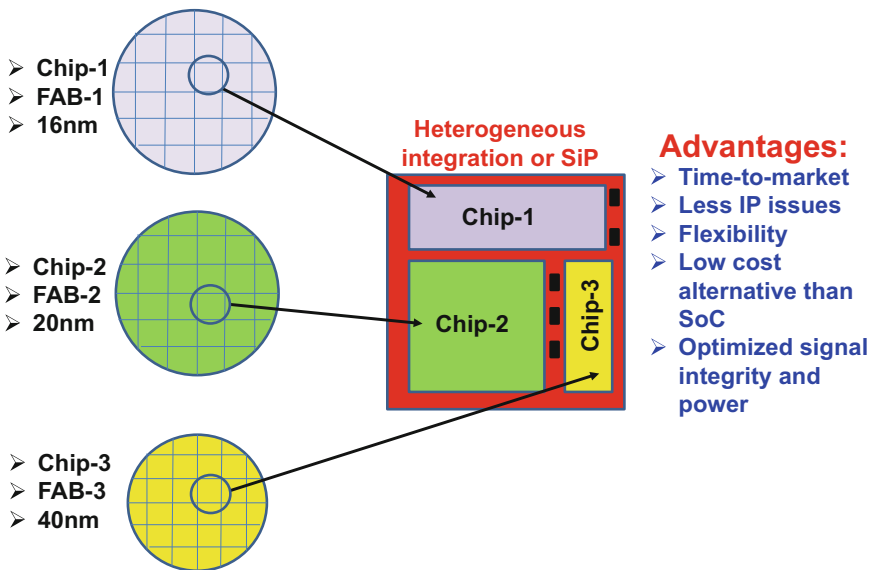 ➢ Chip-1
➢ FAB-1
➢ 16nm
Heterogeneous
integration or SiP
Chip-1
Chip-2
Chip-3
➢ Chip-2
➢ FAB-2
➢ 20nm
➢ Chip-3
➢ FAB-3
➢ 40nm
Advantages:
➢ Time-to-market
➢ Less IP issues
➢ Flexibility
➢ Low cost
alternative than
SoC
➢ Optimized signal
integrity and
power